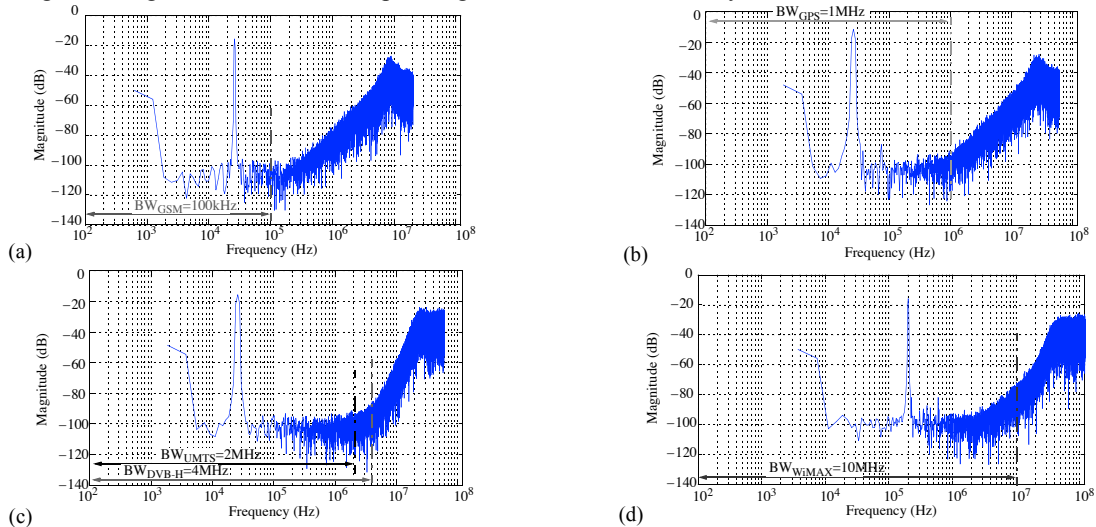 0
−20
−40
−60
−80
−100
−120
−140
Magnitude (dB)
BW_GSM=100kHz
10^2 10^3 10^4 10^5 10^6 10^7 10^8
Frequency (Hz)
(a)
BW_GPS=1MHz
0
−20
−40
−60
−80
−100
−120
−140
Magnitude (dB)
10^2 10^3 10^4 10^5 10^6 10^7 10^8
Frequency (Hz)
(b)
0
−20
−40
−60
−80
−100
−120
−140
Magnitude (dB)
BW_UMTS=2MHz
BW_DVB-H=4MHz
10^2 10^3 10^4 10^5 10^6 10^7 10^8
Frequency (Hz)
(c)
0
−20
−40
−60
−80
−100
−120
−140
Magnitude (dB)
BW_WiMAX=10MHz
10^2 10^3 10^4 10^5 10^6 10^7 10^8
Frequency (Hz)
(d)